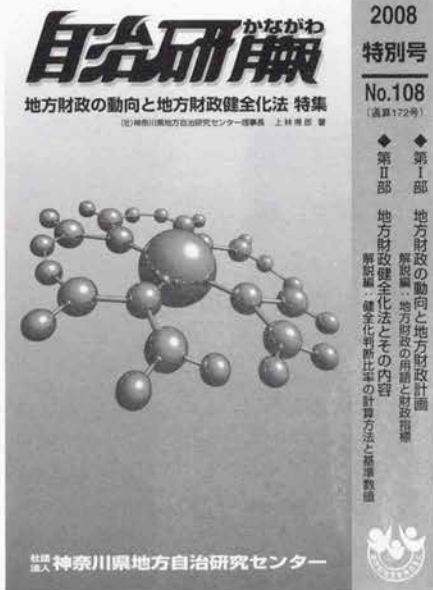 かながわ
自治研月報
地方財政の動向と地方財政健全化法 特集
(社)神奈川県地方自治研究センター理事長 上林得郎 著
2008
特別号
No.108
(通算172号)
◆第Ⅰ部 地方財政の動向と地方財政計画
解説編:地方財政の用語と財政指標
◆第Ⅱ部 地方財政健全化法とその内容
解説編:健全化判断比率の計算方法と基準数値
社団法人 神奈川県地方自治研究センター